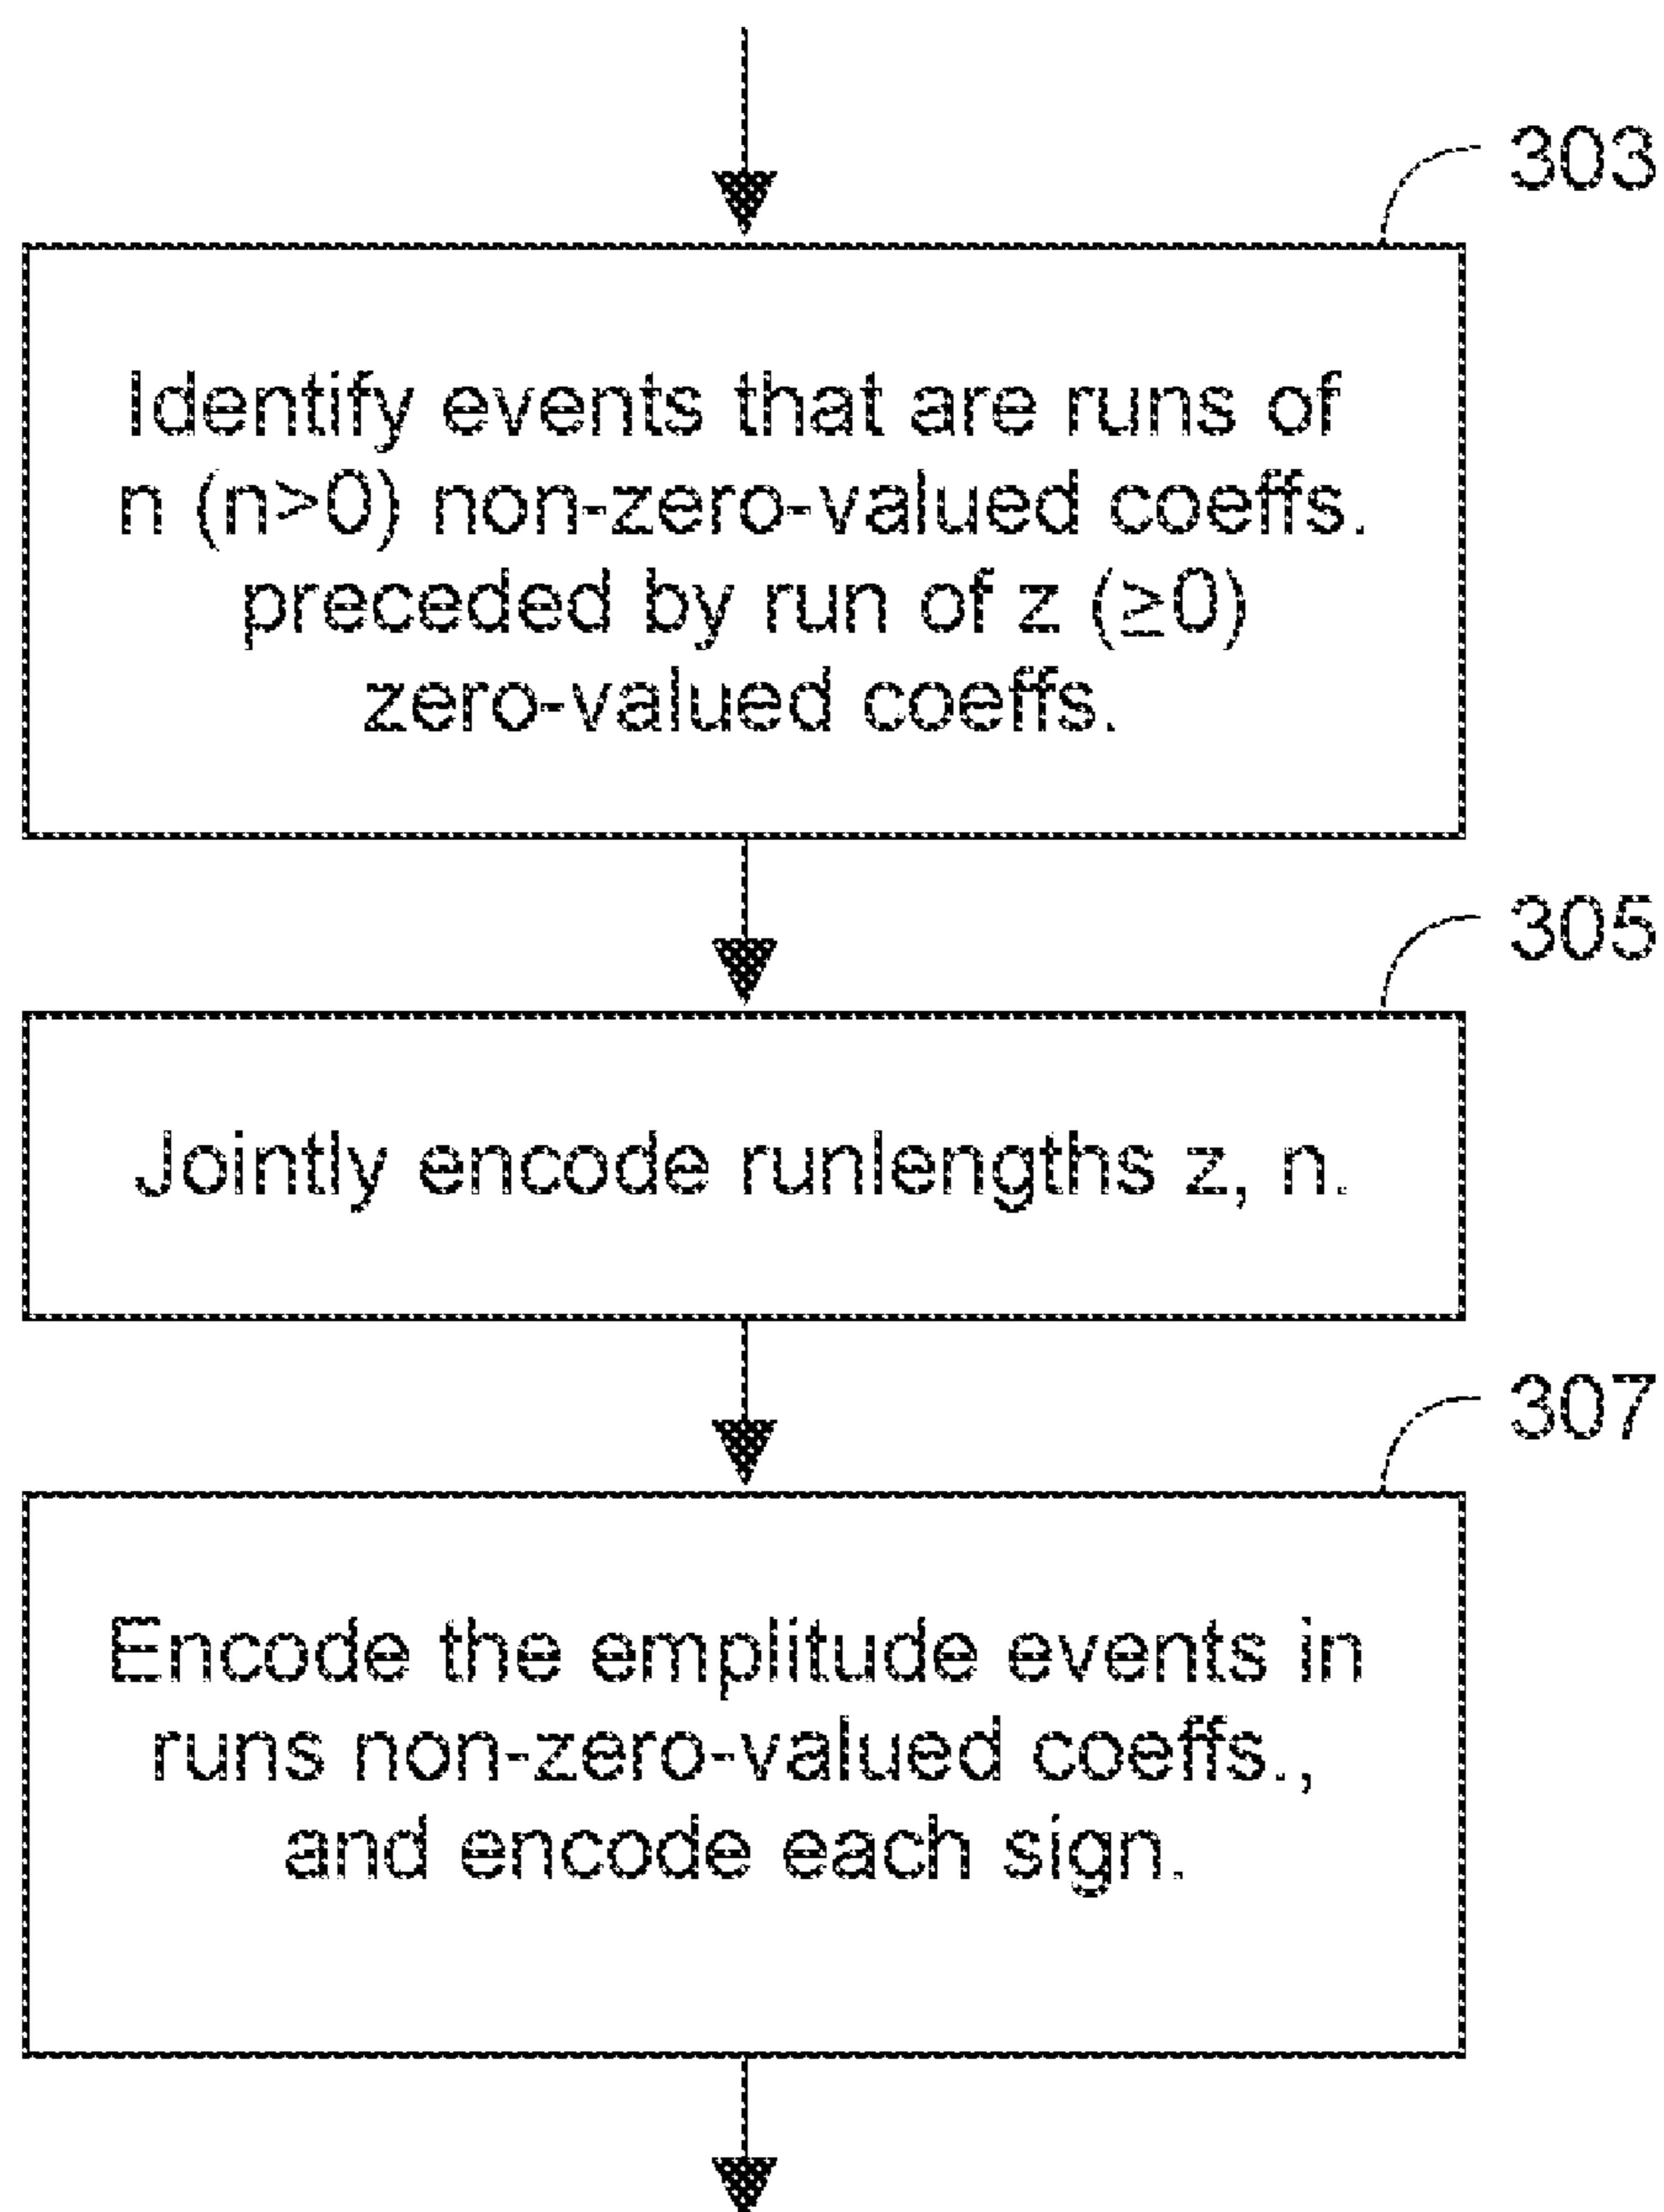 303
Identify events that are runs of
n (n>0) non-zero-valued coeffs.
preceded by run of z (≥0)
zero-valued coeffs.
305
Jointly encode runlengths z, n.
307
Encode the emplitude events in
runs non-zero-valued coeffs.,
and encode each sign.